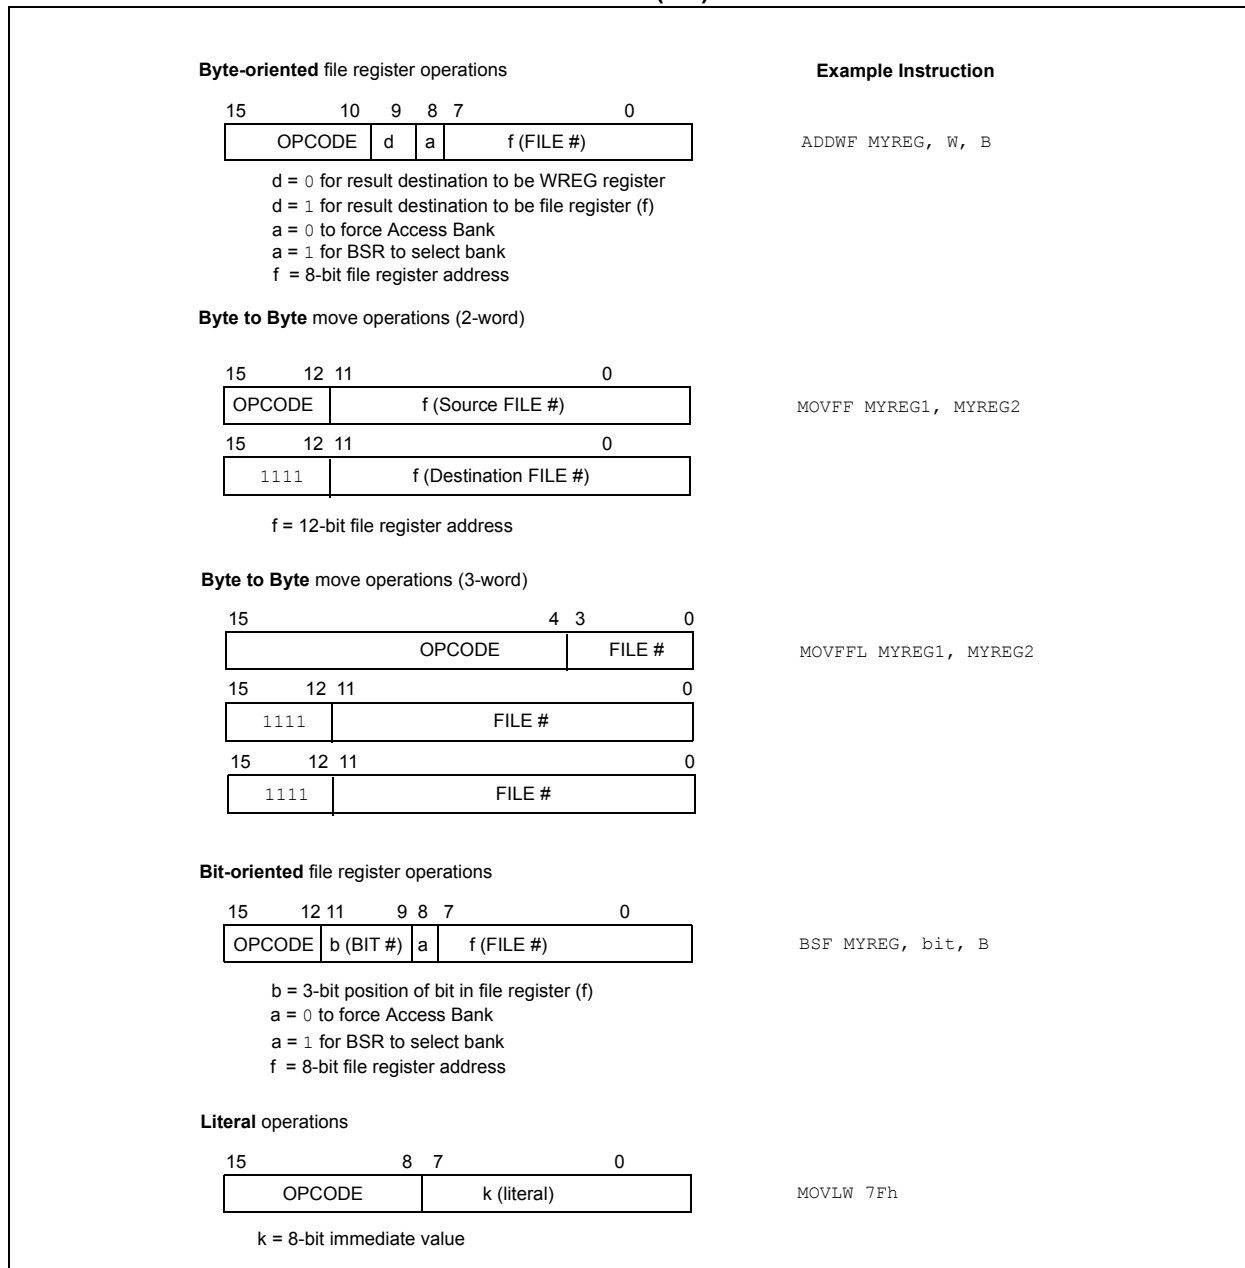 Byte-oriented file register operations Example Instruction
15 10 9 8 7 0
OPCODE d a f (FILE #) ADDWF MYREG, W, B
d = 0 for result destination to be WREG register
d = 1 for result destination to be file register (f)
a = 0 to force Access Bank
a = 1 for BSR to select bank
f = 8-bit file register address
Byte to Byte move operations (2-word)
15 12 11 0
OPCODE f (Source FILE #) MOVFF MYREG1, MYREG2
15 12 11 0
1111 f (Destination FILE #)
f = 12-bit file register address
Byte to Byte move operations (3-word)
15 4 3 0
OPCODE FILE # MOVFFL MYREG1, MYREG2
15 12 11 0
1111 FILE #
15 12 11 0
1111 FILE #
Bit-oriented file register operations
15 12 11 9 8 7 0
OPCODE b (BIT #) a f (FILE #) BSF MYREG, bit, B
b = 3-bit position of bit in file register (f)
a = 0 to force Access Bank
a = 1 for BSR to select bank
f = 8-bit file register address
Literal operations
15 8 7 0
OPCODE k (literal) MOVLW 7Fh
k = 8-bit immediate value